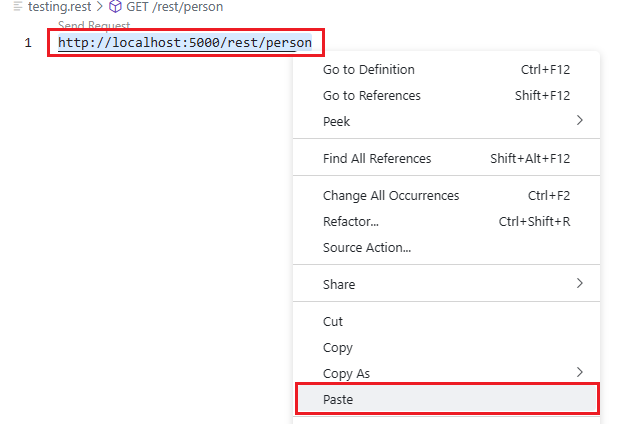 testing.rest > GET /rest/person
Send Request
1 http://localhost:5000/rest/person
Go to Definition Ctrl+F12
Go to References Shift+F12
Peek >
Find All References Shift+Alt+F12
Change All Occurrences Ctrl+F2
Refactor... Ctrl+Shift+R
Source Action...
Share >
Cut
Copy
Copy As >
Paste